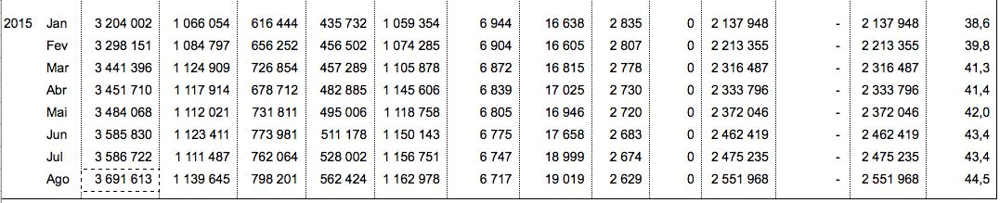 2015 Jan 3 204 002 1 066 054 616 444 435 732 1 059 354 6 944 16 638 2 835 0 2 137 948 - 2 137 948 38,6
Fev 3 298 151 1 084 797 656 252 456 502 1 074 285 6 904 16 605 2 807 0 2 213 355 - 2 213 355 39,8
Mar 3 441 396 1 124 909 726 854 457 289 1 105 878 6 872 16 815 2 778 0 2 316 487 - 2 316 487 41,3
Abr 3 451 710 1 117 914 678 712 482 885 1 145 606 6 839 17 025 2 730 0 2 333 796 - 2 333 796 41,4
Mai 3 484 068 1 112 021 731 811 495 006 1 118 758 6 805 16 946 2 720 0 2 372 046 - 2 372 046 42,0
Jun 3 585 830 1 123 411 773 981 511 178 1 150 143 6 775 17 658 2 683 0 2 462 419 - 2 462 419 43,4
Jul 3 586 722 1 111 487 762 064 528 002 1 156 751 6 747 18 999 2 674 0 2 475 235 - 2 475 235 43,4
Ago 3 691 613 1 139 645 798 201 562 424 1 162 978 6 717 19 019 2 629 0 2 551 968 - 2 551 968 44,5